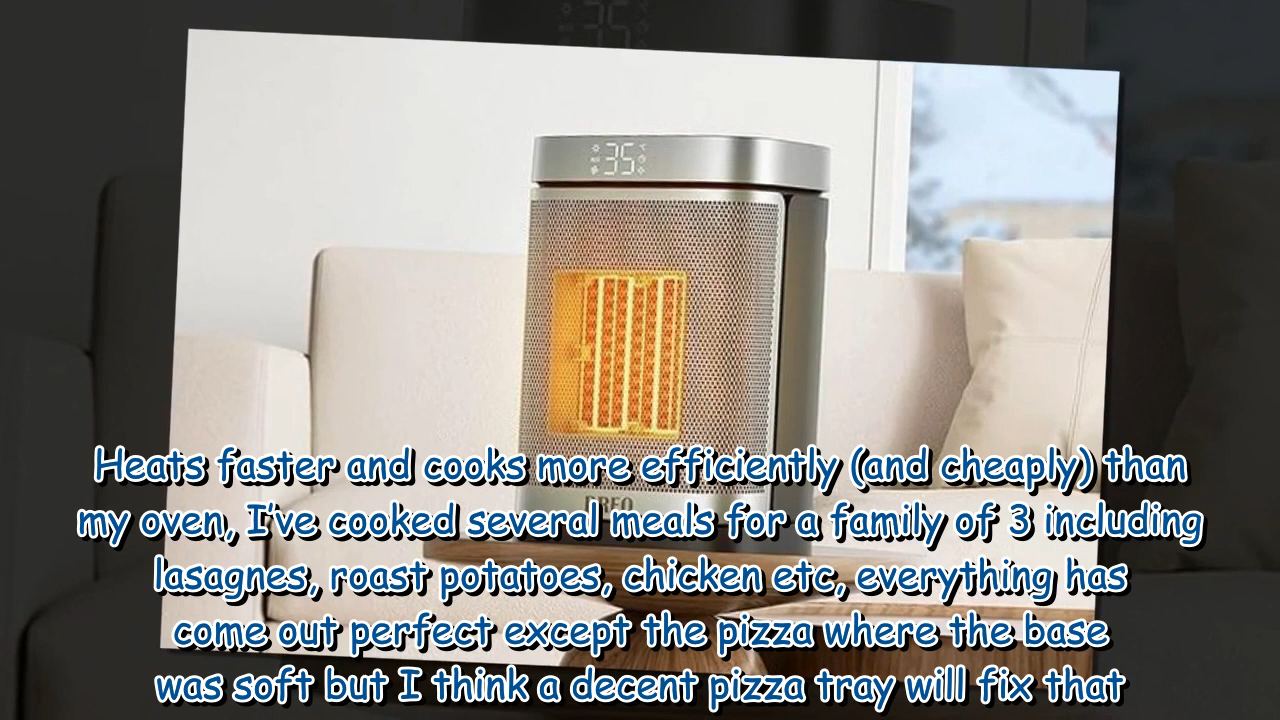 35
Heats faster and cooks more efficiently (and cheaply) than
my oven, I've cooked several meals for a family of 3 including
lasagnes, roast potatoes, chicken etc, everything has
come out perfect except the pizza where the base
was soft but I think a decent pizza tray will fix that